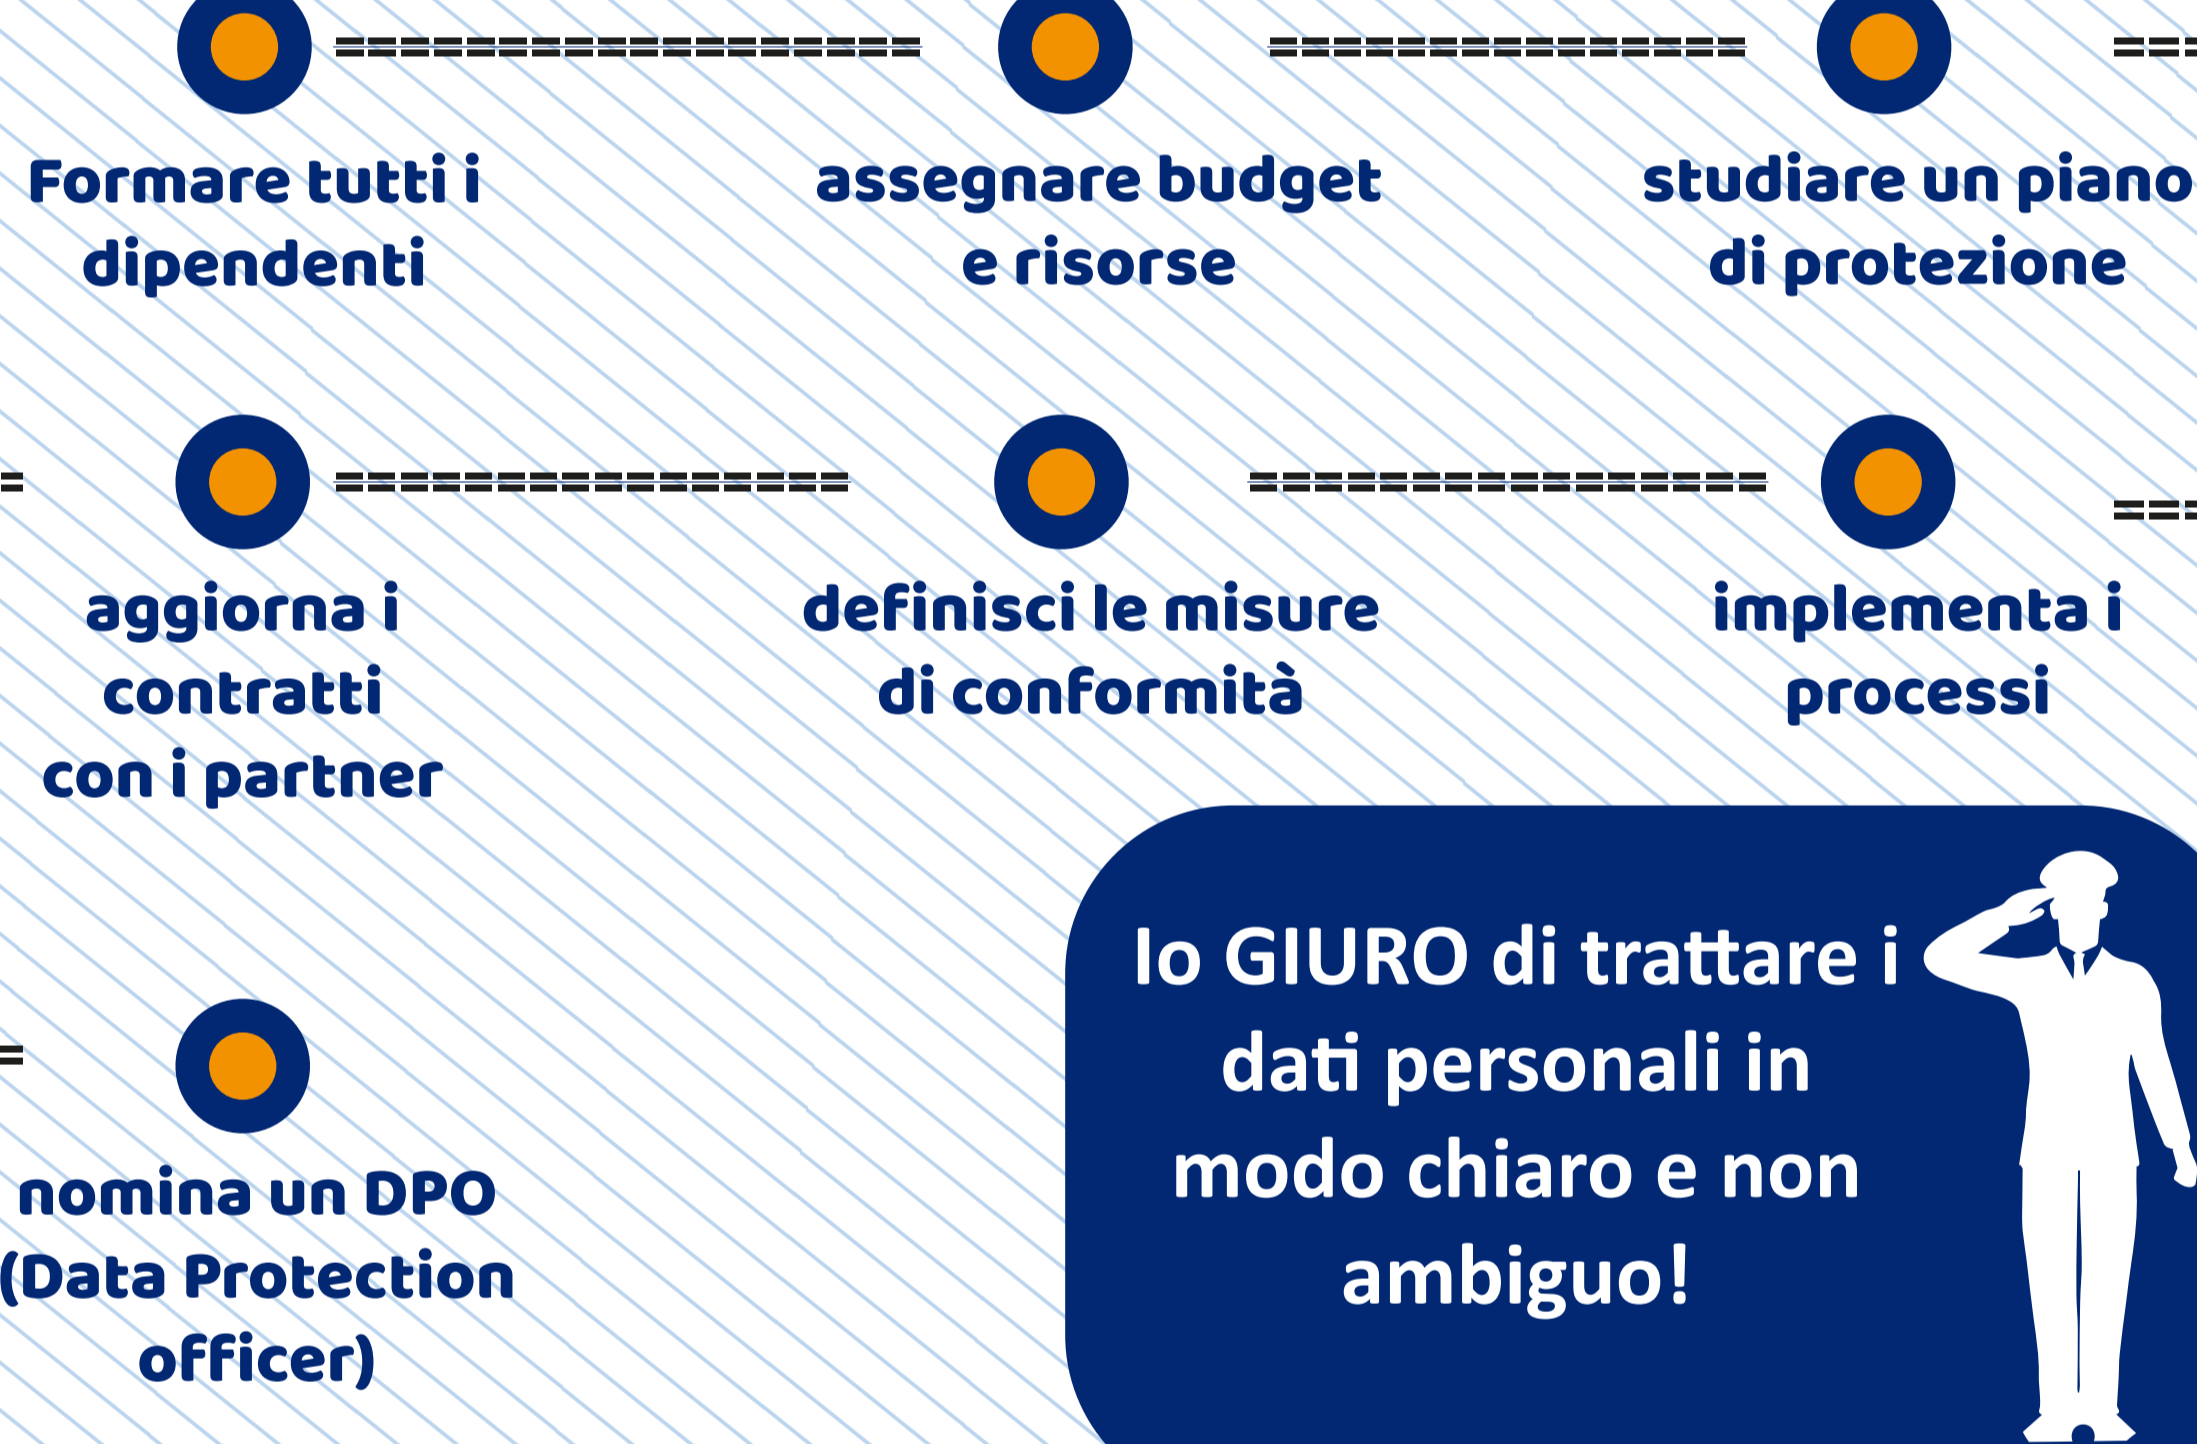 Formare tutti i
dipendenti
assegnare budget
e risorse
studiare un piano
di protezione
aggiorna i
contratti
con i partner
definisci le misure
di conformità
implementa i
processi
nomina un DPO
(Data Protection
officer)
Io GIURO di trattare i
dati personali in
modo chiaro e non
ambiguo!